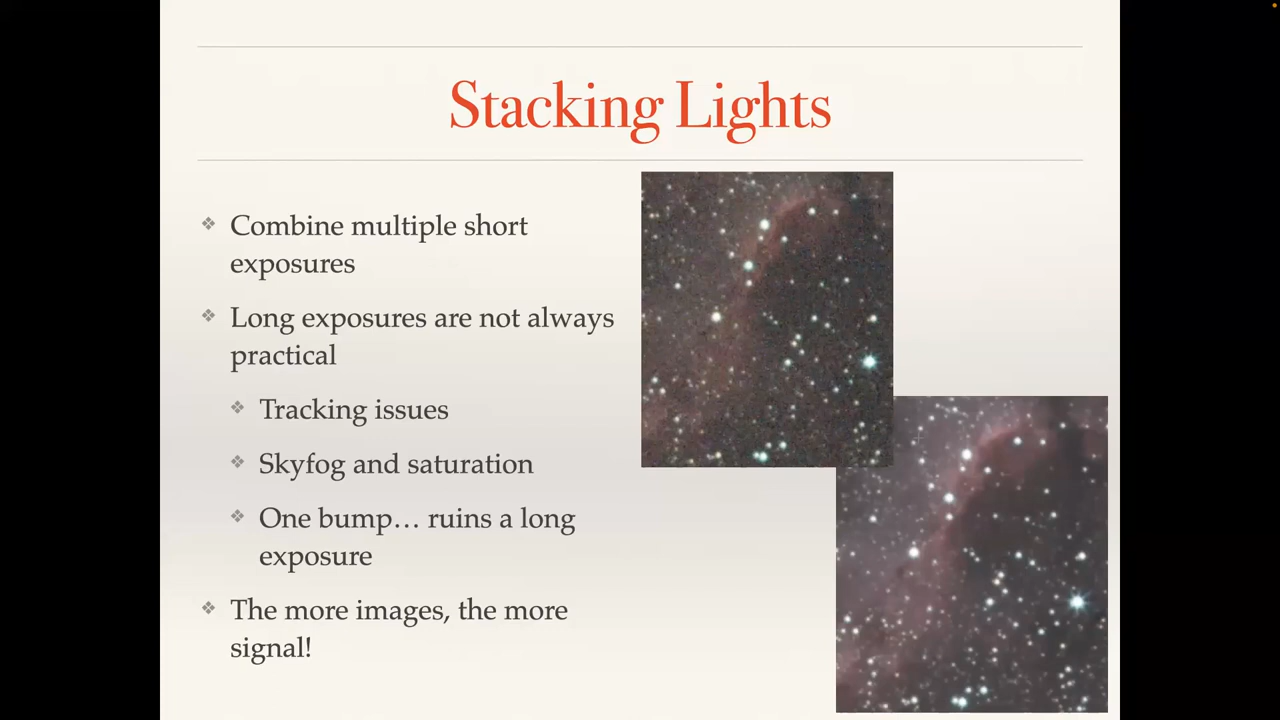 Stacking Lights
Combine multiple short
exposures
Long exposures are not always
practical
Tracking issues
Skyfog and saturation
One bump… ruins a long
exposure
The more images, the more
signal!